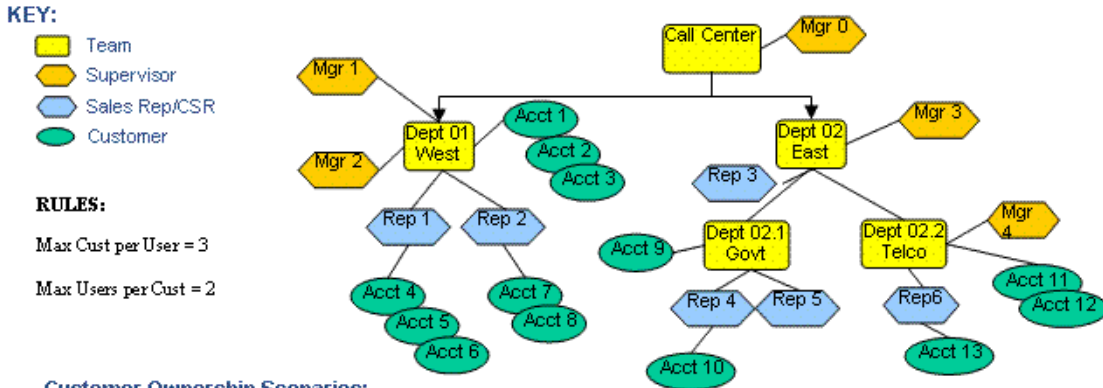 KEY:
Team
Supervisor
Sales Rep/CSR
Customer
RULES:
Max Cust per User = 3
Max Users per Cust = 2
Call Center
Mgr 0
Mgr 1
Mgr 2
Dept 01
West
Acct 1
Acct 2
Acct 3
Dept 02
East
Mgr 3
Rep 3
Rep 1
Rep 2
Acct 4
Acct 5
Acct 6
Acct 7
Acct 8
Acct 9
Dept 02.1
Govt
Dept 02.2
Telco
Mgr
4
Rep 4
Rep 5
Rep6
Acct 10
Acct 11
Acct 12
Acct 13
Customer Ownership Scenarios: